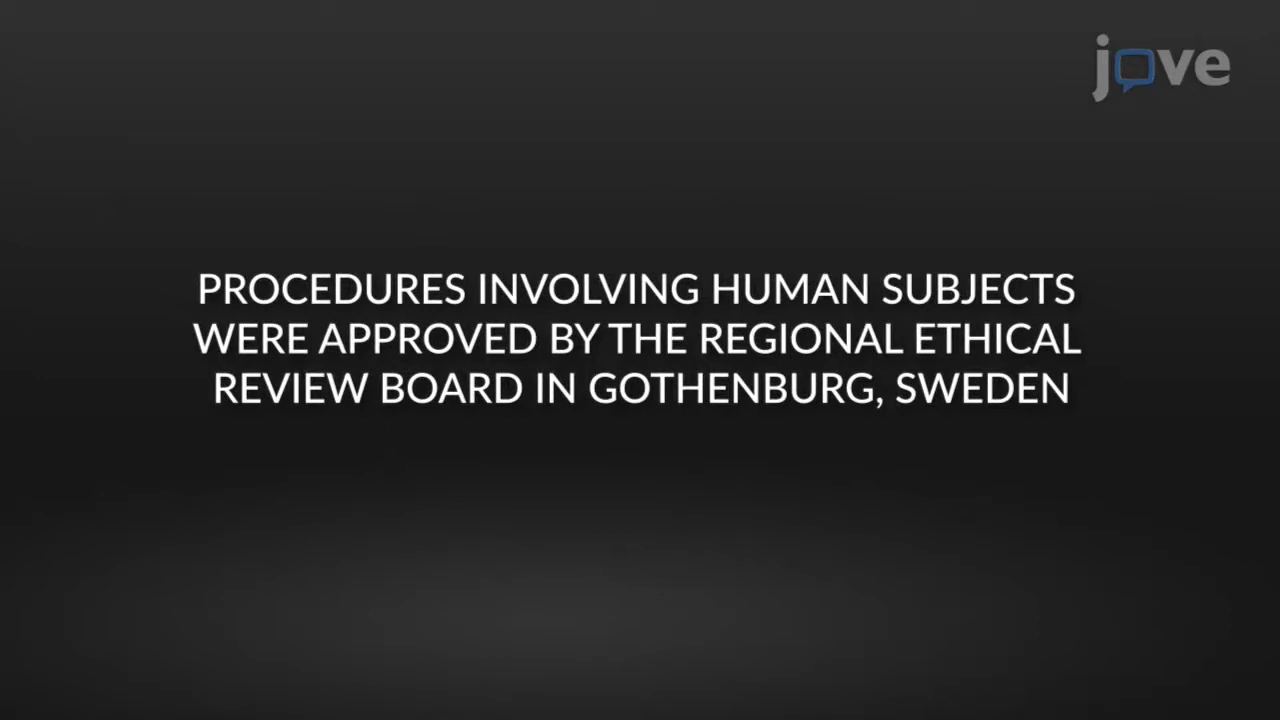 jove
PROCEDURES INVOLVING HUMAN SUBJECTS
WERE APPROVED BY THE REGIONAL ETHICAL
REVIEW BOARD IN GOTHENBURG, SWEDEN